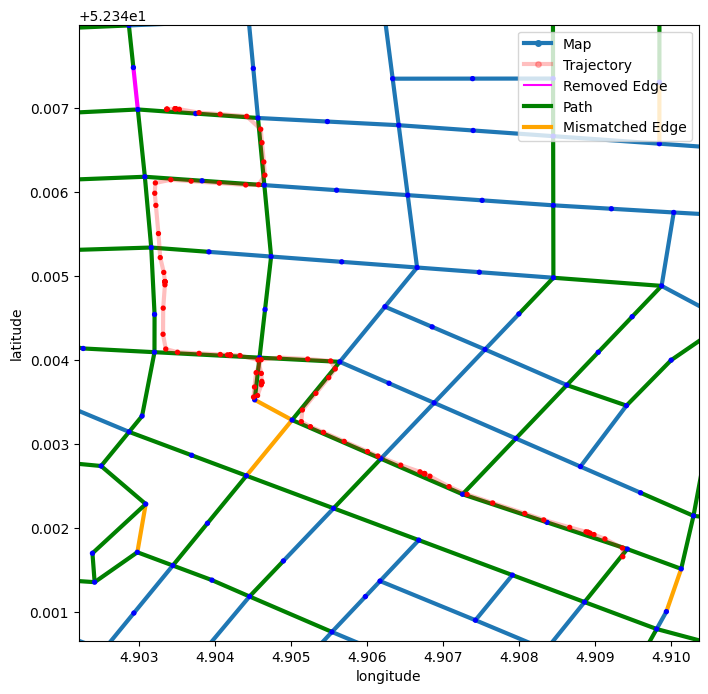 +5.234e1
Map
Trajectory
Removed Edge
Path
Mismatched Edge
0.007
0.006
0.005
0.004
0.003
0.002
0.001
latitude
4.903 4.904 4.905 4.906 4.907 4.908 4.909 4.910
longitude